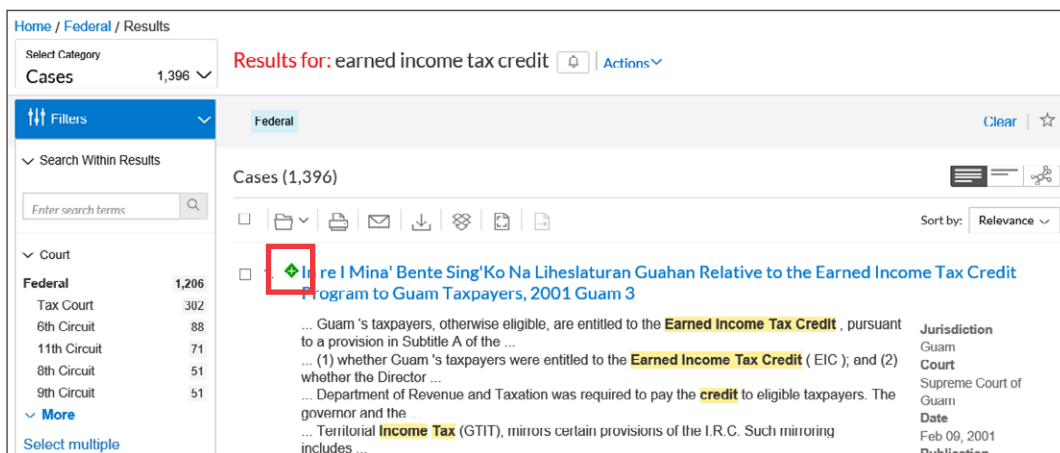 Home / Federal / Results
Select Category
Cases 1,396
Results for: earned income tax credit Actions
Filters
Federal Clear
Search Within Results
Cases (1,396)
Enter search terms
Sort by: Relevance
Court
Federal 1,206
Tax Court 302
6th Circuit 88
11th Circuit 71
8th Circuit 51
9th Circuit 51
More
Select multiple
In re I Mina' Bente Sing'Ko Na Liheslaturan Guahan Relative to the Earned Income Tax Credit
Program to Guam Taxpayers, 2001 Guam 3
... Guam 's taxpayers, otherwise eligible, are entitled to the Earned Income Tax Credit , pursuant
to a provision in Subtitle A of the ...
... (1) whether Guam 's taxpayers were entitled to the Earned Income Tax Credit ( EIC ); and (2)
whether the Director ...
... Department of Revenue and Taxation was required to pay the credit to eligible taxpayers. The
governor and the ...
... Territorial Income Tax (GTIT), mirrors certain provisions of the I.R.C. Such mirroring
includes ...
Jurisdiction
Guam
Court
Supreme Court of
Guam
Date
Feb 09, 2001
Publication